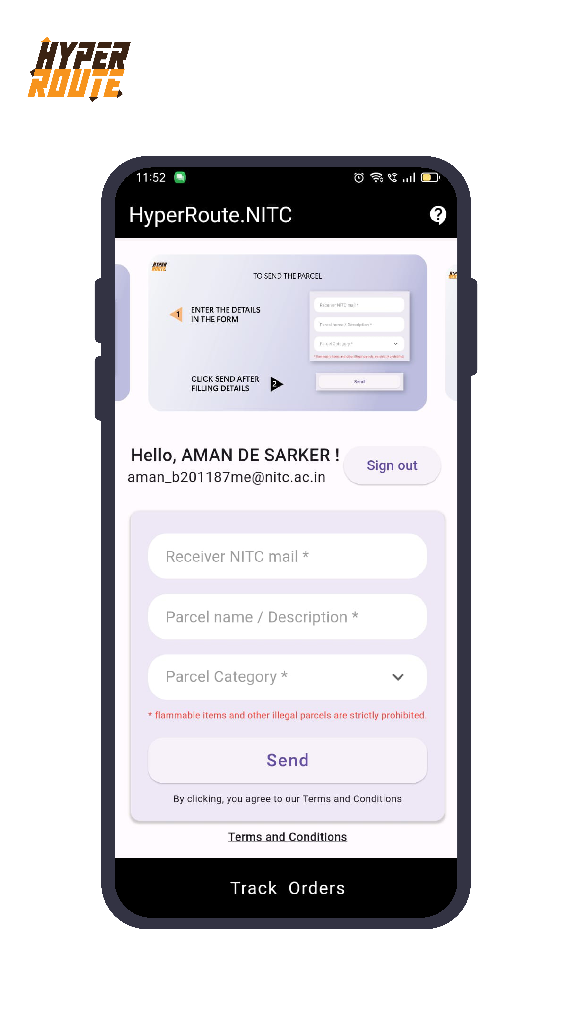 HYPER
ROUTE
11:52
HyperRoute.NITC
?
HYPER
ROUTE
TO SEND THE PARCEL
1
ENTER THE DETAILS
IN THE FORM
Receiver NITC mail *
Parcel name / Description *
Parcel Category *
CLICK SEND AFTER
FILLING DETAILS
2
Send
Hello, AMAN DE SARKER !
aman_b201187me@nitc.ac.in
Sign out
Receiver NITC mail *
Parcel name / Description *
Parcel Category *
* flammable items and other illegal parcels are strictly prohibited
Send
By clicking, you agree to our Terms and Conditions
Terms and Conditions
Track Orders